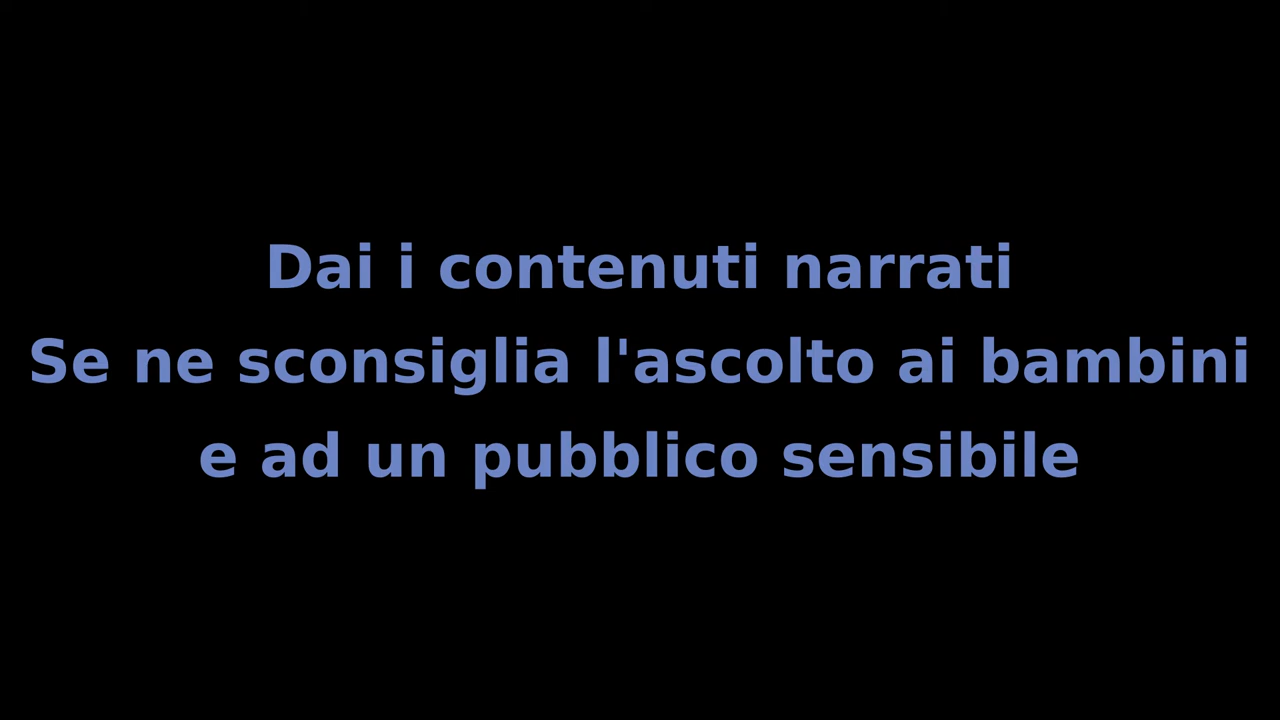 Dai i contenuti narrati
Se ne sconsiglia l'ascolto ai bambini
e ad un pubblico sensibile